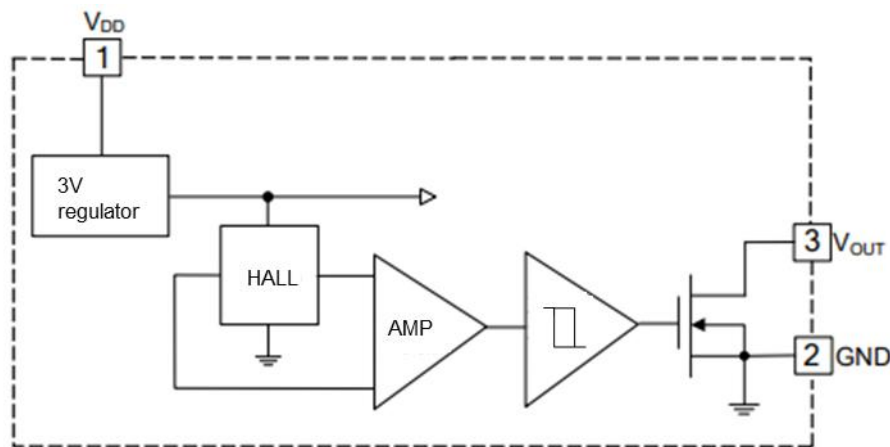 VDD
1
3V
regulator
HALL
AMP
3
VOUT
2
GND